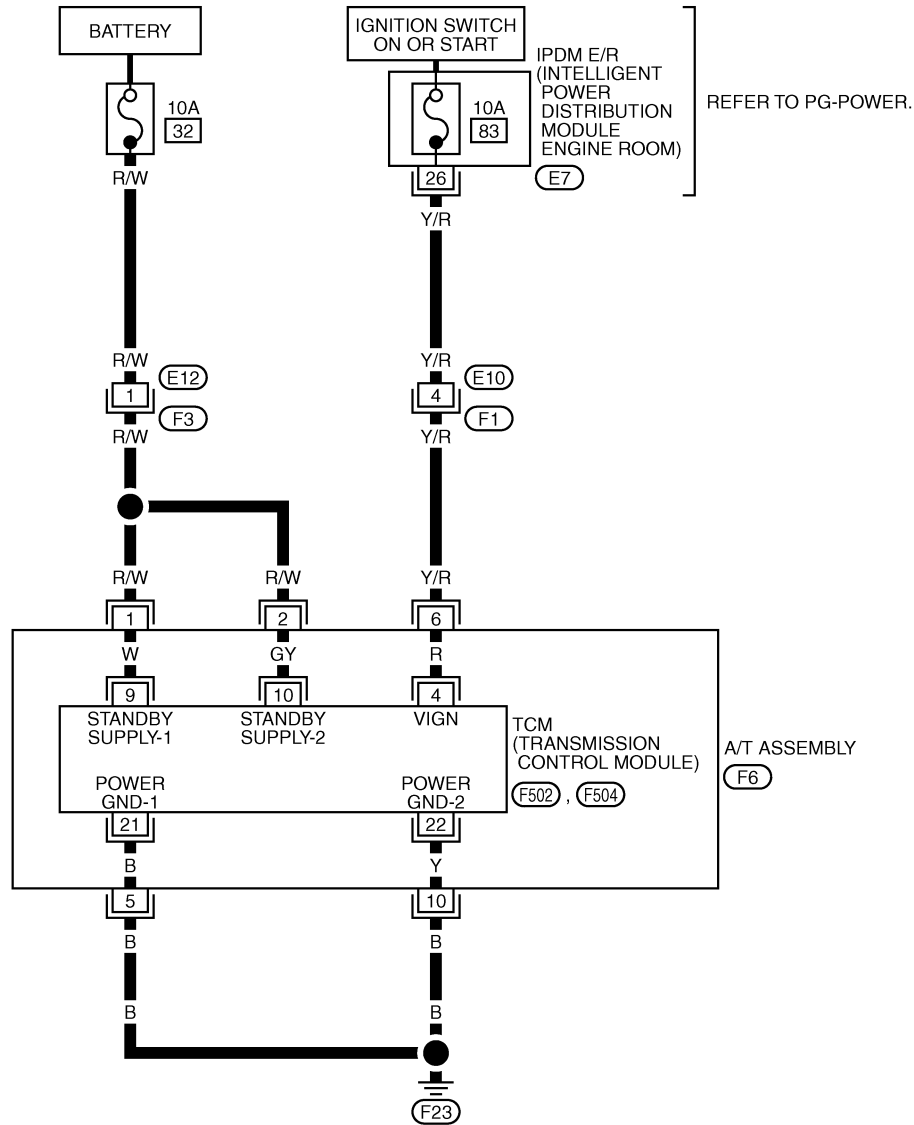 BATTERY
IGNITION SWITCH
ON OR START
10A
32
10A
83
IPDM E/R
(INTELLIGENT
POWER
DISTRIBUTION
MODULE
ENGINE ROOM)
REFER TO PG-POWER.
R/W
26
E7
Y/R
R/W
Y/R
E12
E10
1
4
F3
F1
R/W
Y/R
R/W
R/W
Y/R
1
2
6
W
GY
R
9
10
4
STANDBY
SUPPLY-1
STANDBY
SUPPLY-2
VIGN
TCM
(TRANSMISSION
CONTROL MODULE)
F502 , F504
A/T ASSEMBLY
F6
POWER
GND-1
POWER
GND-2
21
22
B
Y
5
10
B
B
B
B
F23